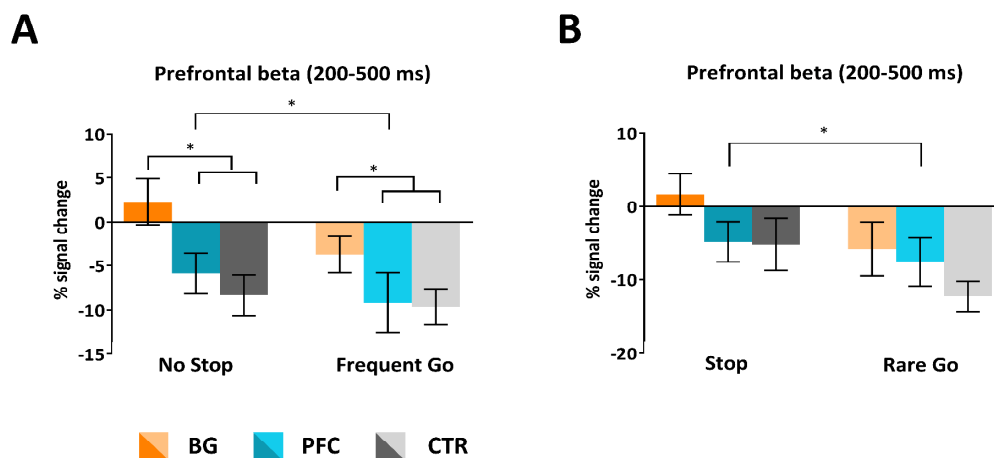 A
Prefrontal beta (200-500 ms)
*
10
*
*
5
0
-5
-10
-15
% signal change
No Stop
Frequent Go
B
Prefrontal beta (200-500 ms)
*
10
0
-10
-20
% signal change
Stop
Rare Go
BG
PFC
CTR